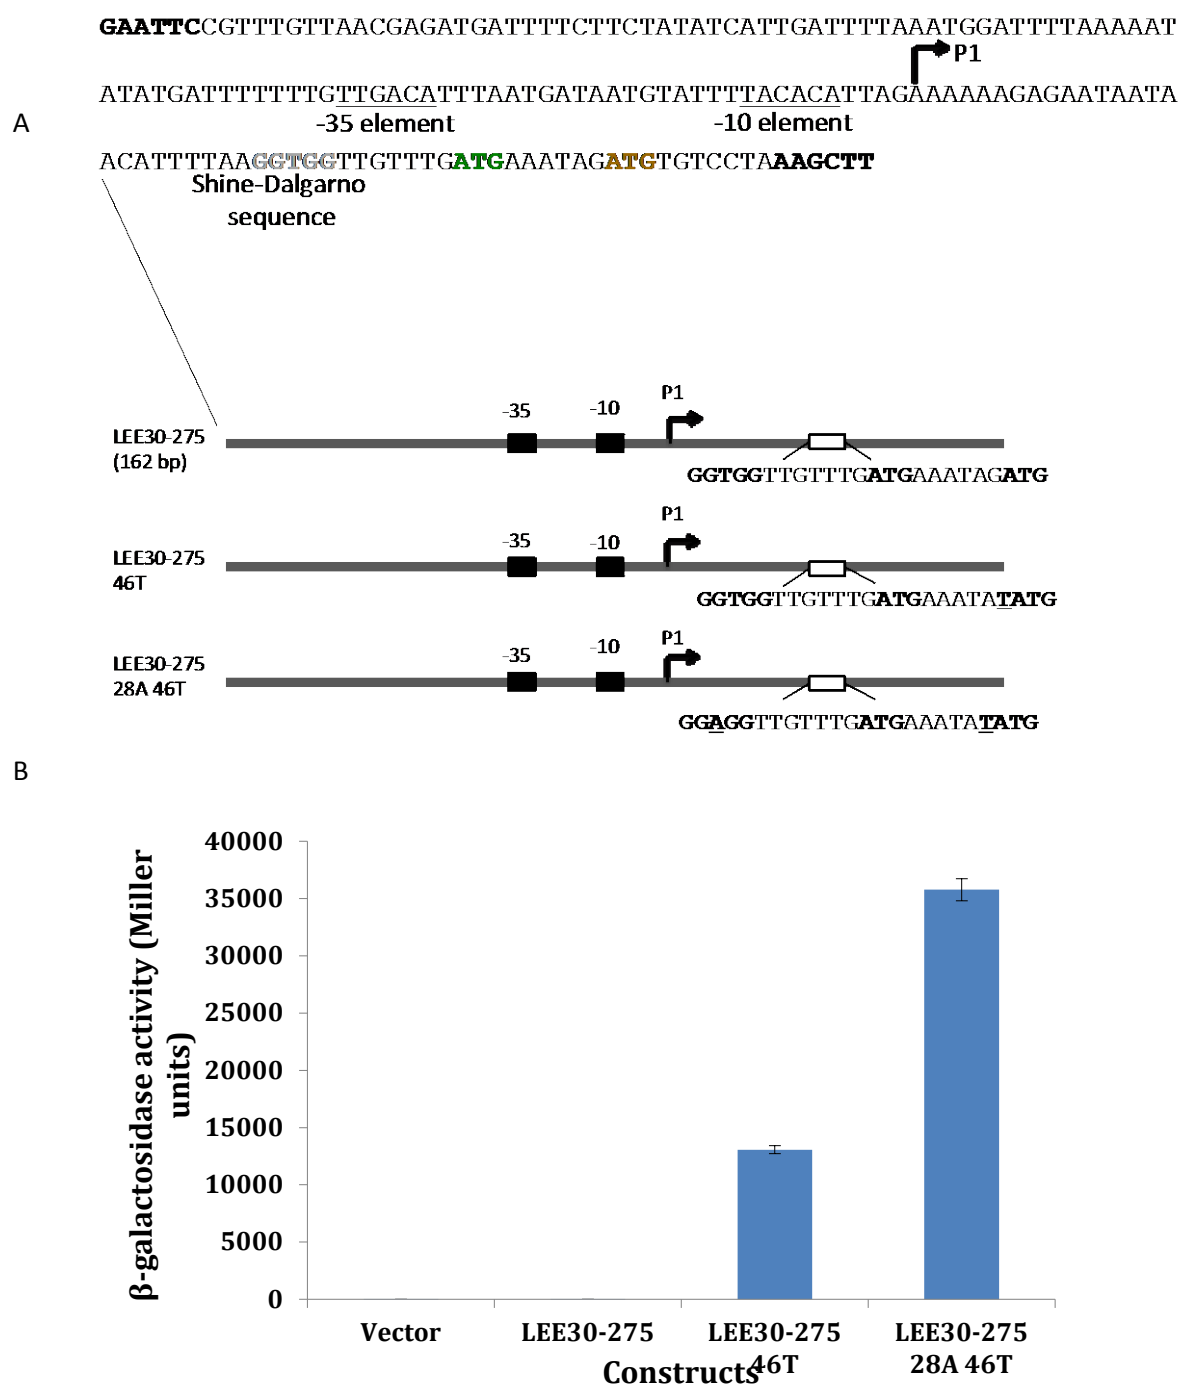 GAATTCCGTTTGTTAACGAGATGATTTTCTTCTATATCATTGATTTTAAATGGATTTTAAAAAT
P1
ATATGATTTTTTTGTTGACATTTAATGATAATGTATTTTACACATTAGAAAAAAGAGAATAATA
-35 element
-10 element
A
ACATTTTAAGGTGGTTGTTTGATGAAATAGATGTGTCCTAAAGCTT
Shine-Dalgarno
sequence
P1
-35
-10
LEE30-275
(162 bp)
GGTGGTTGTTTGATGAAATAGATG
P1
-35
-10
LEE30-275
46T
GGTGGTTGTTTGATGAAATATATG
P1
-35
-10
LEE30-275
28A 46T
GGAGGTTGTTTGATGAAATATATG
B
40000
35000
30000
25000
20000
15000
10000
5000
0
β-galactosidase activity (Miller
units)
Vector
LEE30-275
LEE30-275
46T
LEE30-275
28A 46T
Constructs